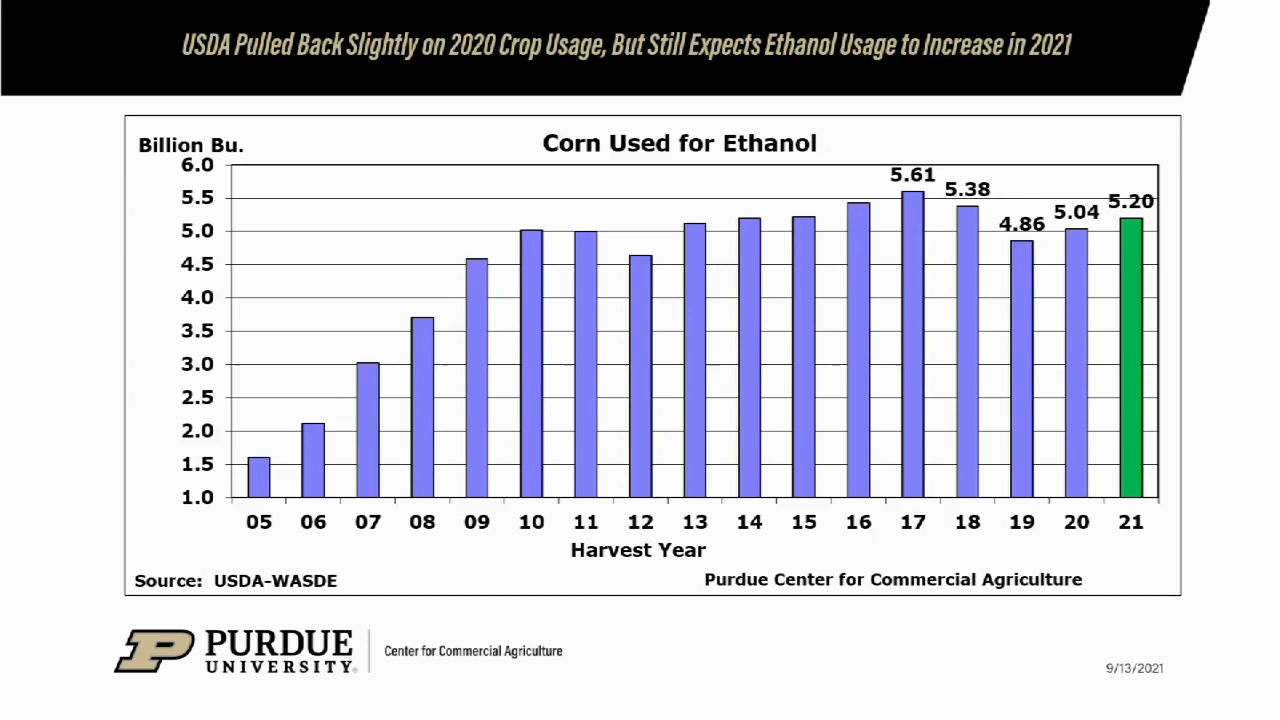 USDA Pulled Back Slightly on 2020 Crop Usage, But Still Expects Ethanol Usage to Increase in 2021
Billion Bu.
Corn Used for Ethanol
6.0
5.5
5.0
4.5
4.0
3.5
3.0
2.5
2.0
1.5
1.0
5.61
5.38
4.86
5.04
5.20
05 06 07 08 09 10 11 12 13 14 15 16 17 18 19 20 21
Harvest Year
Source: USDA-WASDE
Purdue Center for Commercial Agriculture
P
PURDUE
UNIVERSITY®
Center for Commercial Agriculture
9/13/2021